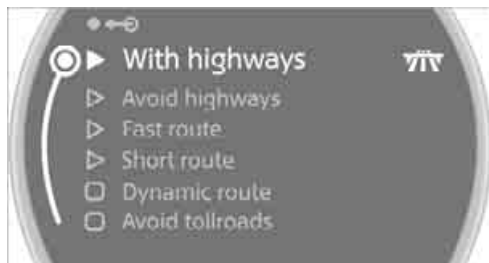 With highways
Avoid highways
Fast route
Short route
Dynamic route
Avoid tollroads